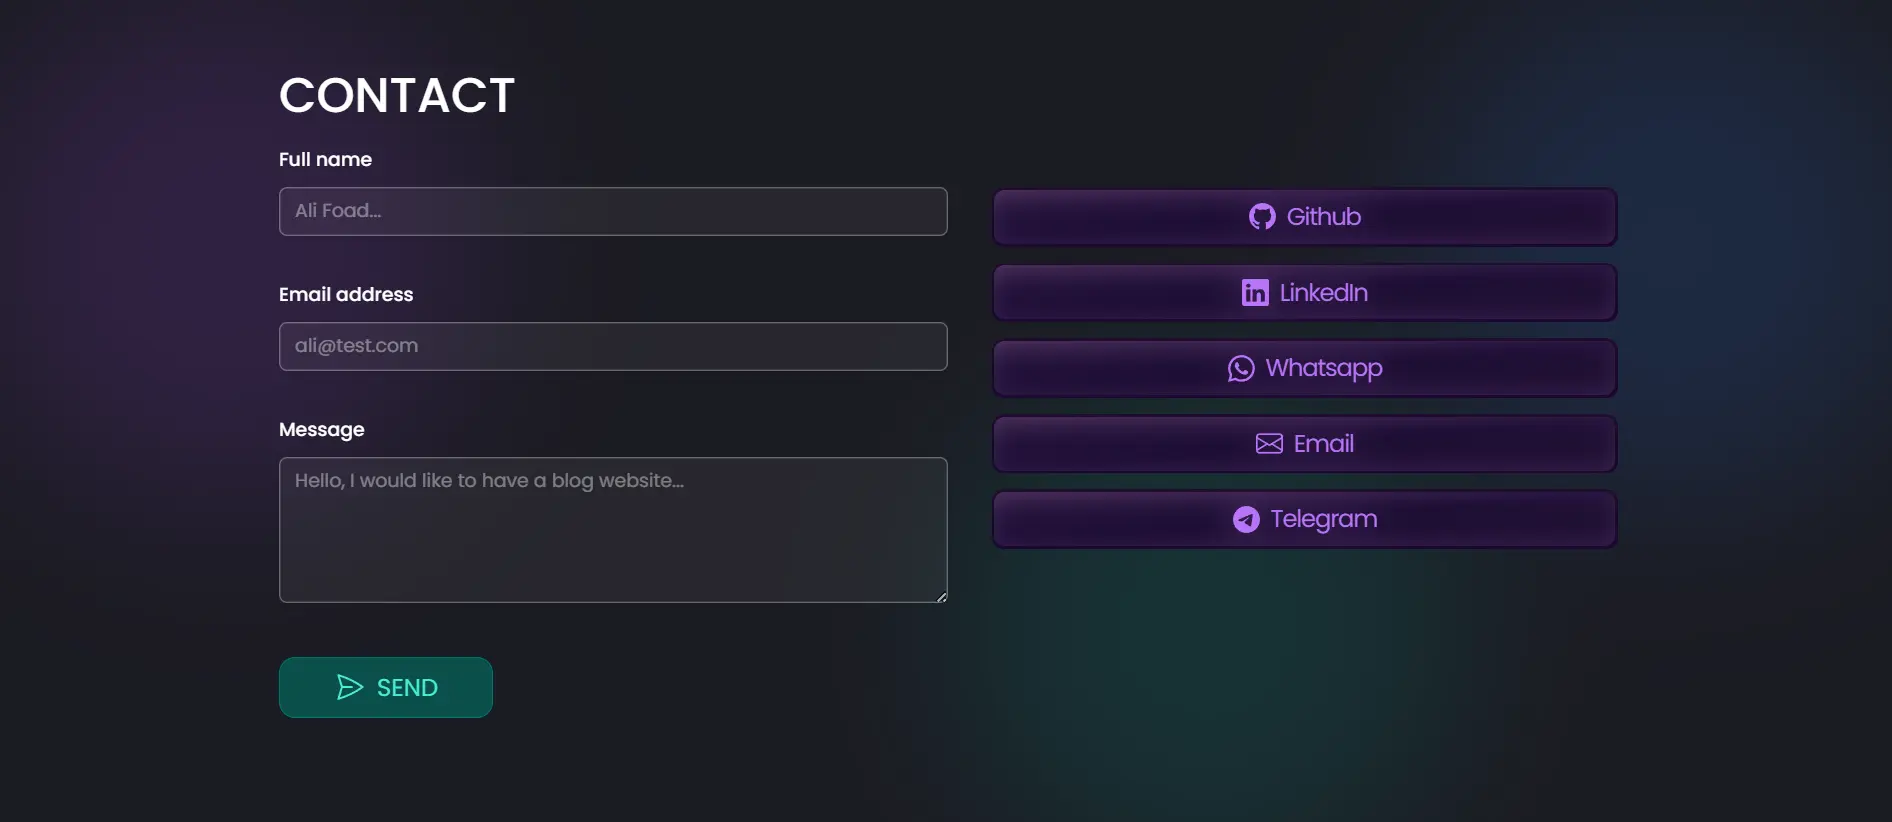 CONTACT
Full name
Ali Foad...
Email address
ali@test.com
Message
Hello, I would like to have a blog website...
SEND
Github
LinkedIn
Whatsapp
Email
Telegram